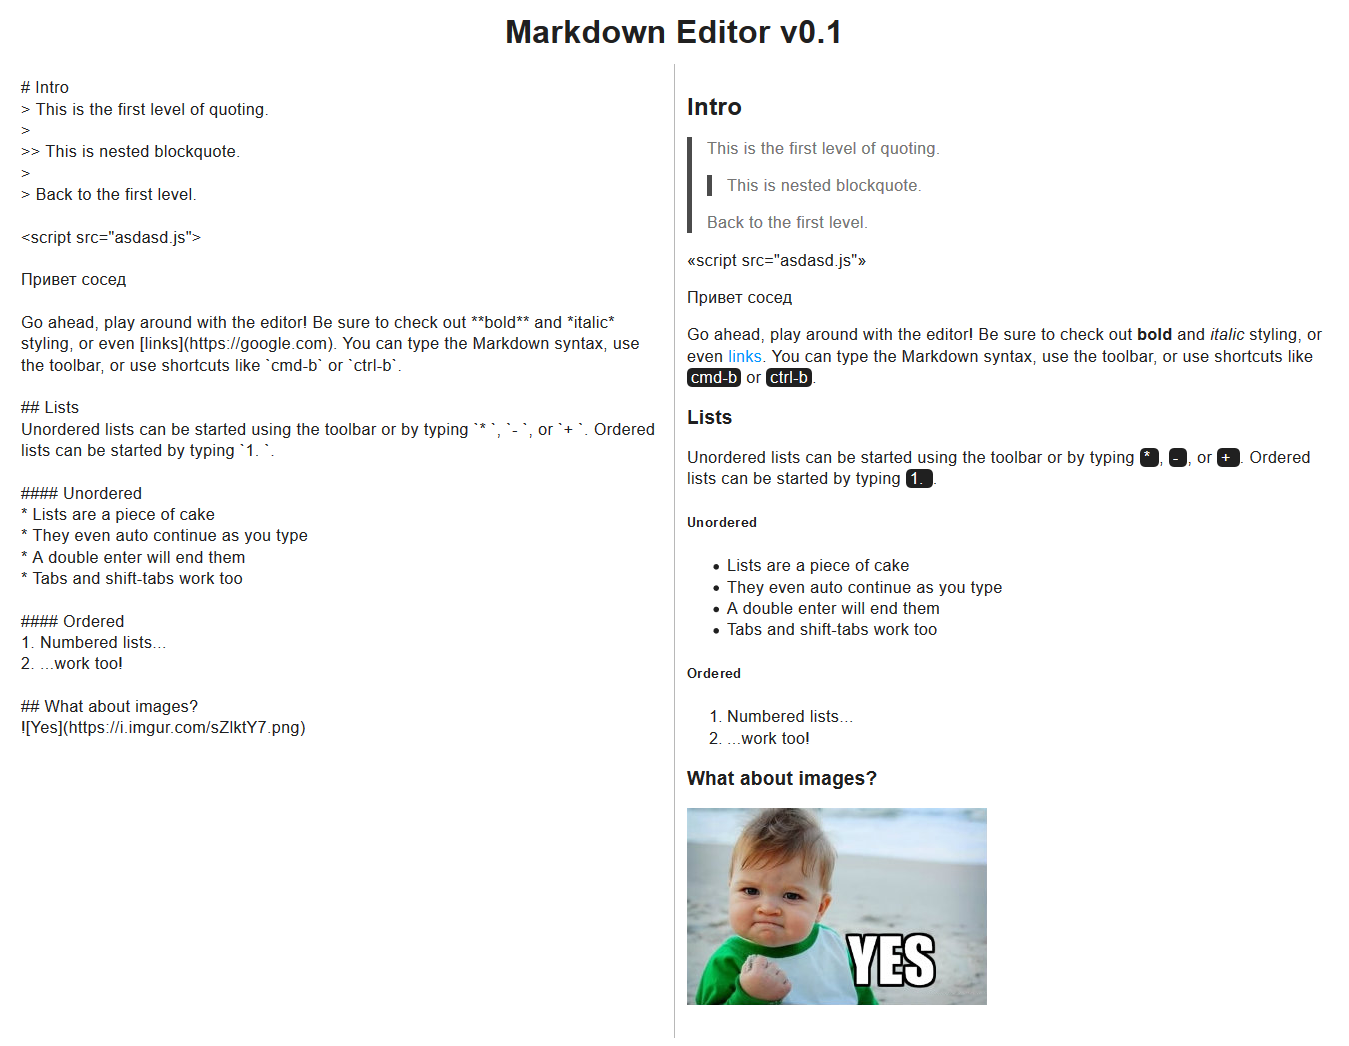 Markdown Editor v0.1
# Intro
> This is the first level of quoting.
>
>> This is nested blockquote.
>
> Back to the first level.
<script src="asdasd.js">
Привет сосед
Go ahead, play around with the editor! Be sure to check out **bold** and *italic*
styling, or even [links](https://google.com). You can type the Markdown syntax, use
the toolbar, or use shortcuts like `cmd-b` or `ctrl-b`.
## Lists
Unordered lists can be started using the toolbar or by typing `* `, `- `, or `+ `. Ordered
lists can be started by typing `1. `.
#### Unordered
* Lists are a piece of cake
* They even auto continue as you type
* A double enter will end them
* Tabs and shift-tabs work too
#### Ordered
1. Numbered lists...
2. ...work too!
## What about images?
![Yes](https://i.imgur.com/sZlktY7.png)
Intro
This is the first level of quoting.
This is nested blockquote.
Back to the first level.
«script src="asdasd.js"»
Привет сосед
Go ahead, play around with the editor! Be sure to check out bold and italic styling, or
even links. You can type the Markdown syntax, use the toolbar, or use shortcuts like
cmd-b or ctrl-b.
Lists
Unordered lists can be started using the toolbar or by typing *, -, or +. Ordered
lists can be started by typing 1. .
Unordered
• Lists are a piece of cake
• They even auto continue as you type
• A double enter will end them
• Tabs and shift-tabs work too
Ordered
1. Numbered lists...
2. ...work too!
What about images?
YES